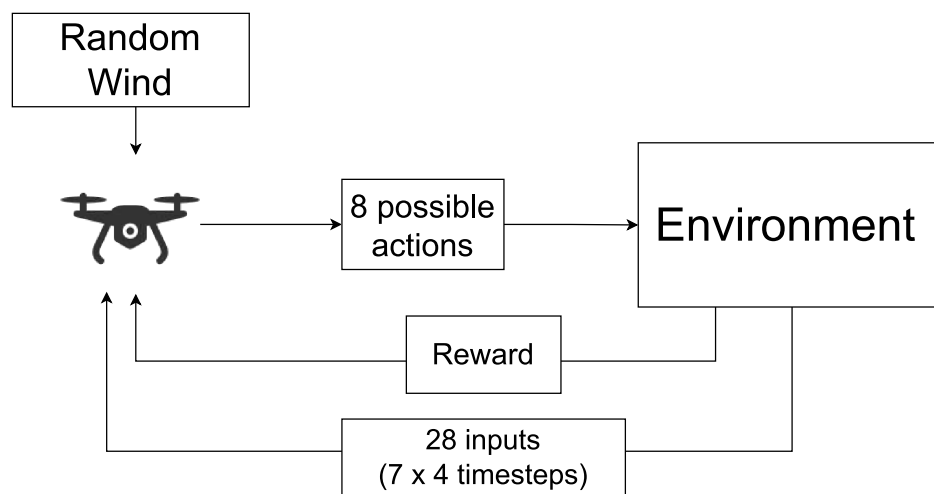 Random
Wind
8 possible
actions
Environment
Reward
28 inputs
(7 x 4 timesteps)